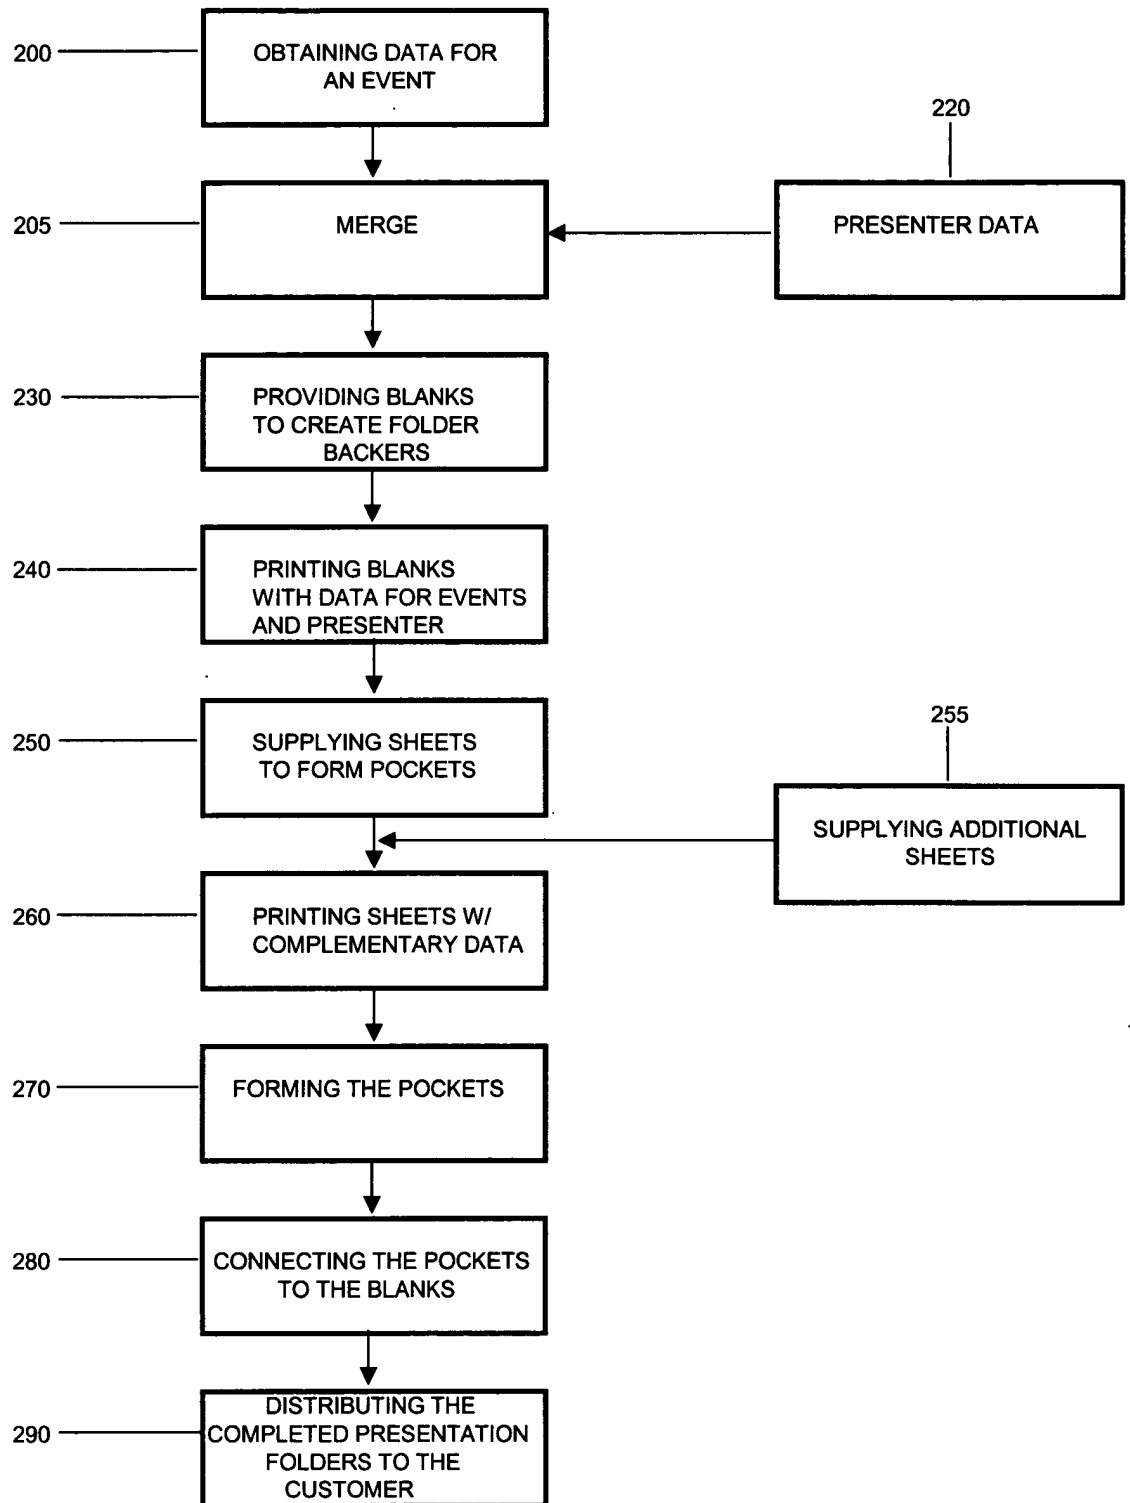 200
OBTAINING DATA FOR
AN EVENT
220
205
MERGE
PRESENTER DATA
230
PROVIDING BLANKS
TO CREATE FOLDER
BACKERS
240
PRINTING BLANKS
WITH DATA FOR EVENTS
AND PRESENTER
250
SUPPLYING SHEETS
TO FORM POCKETS
255
SUPPLYING ADDITIONAL
SHEETS
260
PRINTING SHEETS W/
COMPLEMENTARY DATA
270
FORMING THE POCKETS
280
CONNECTING THE POCKETS
TO THE BLANKS
290
DISTRIBUTING THE
COMPLETED PRESENTATION
FOLDERS TO THE
CUSTOMER